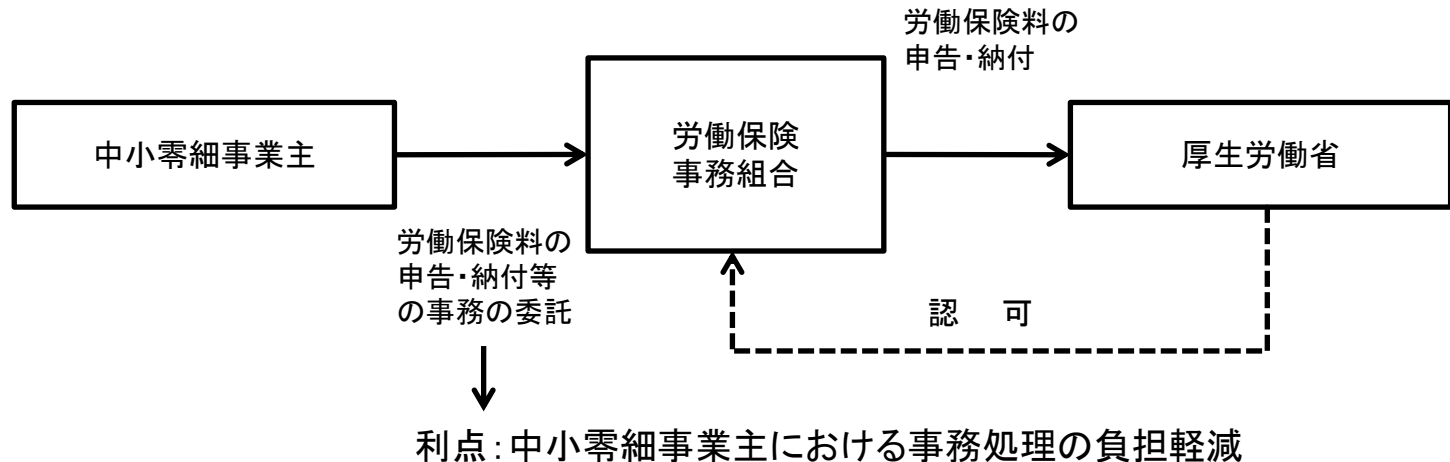 労働保険料の
申告・納付
中小零細事業主
労働保険
事務組合
厚生労働省
労働保険料の
申告・納付等
の事務の委託
認 可
利点：中小零細事業主における事務処理の負担軽減